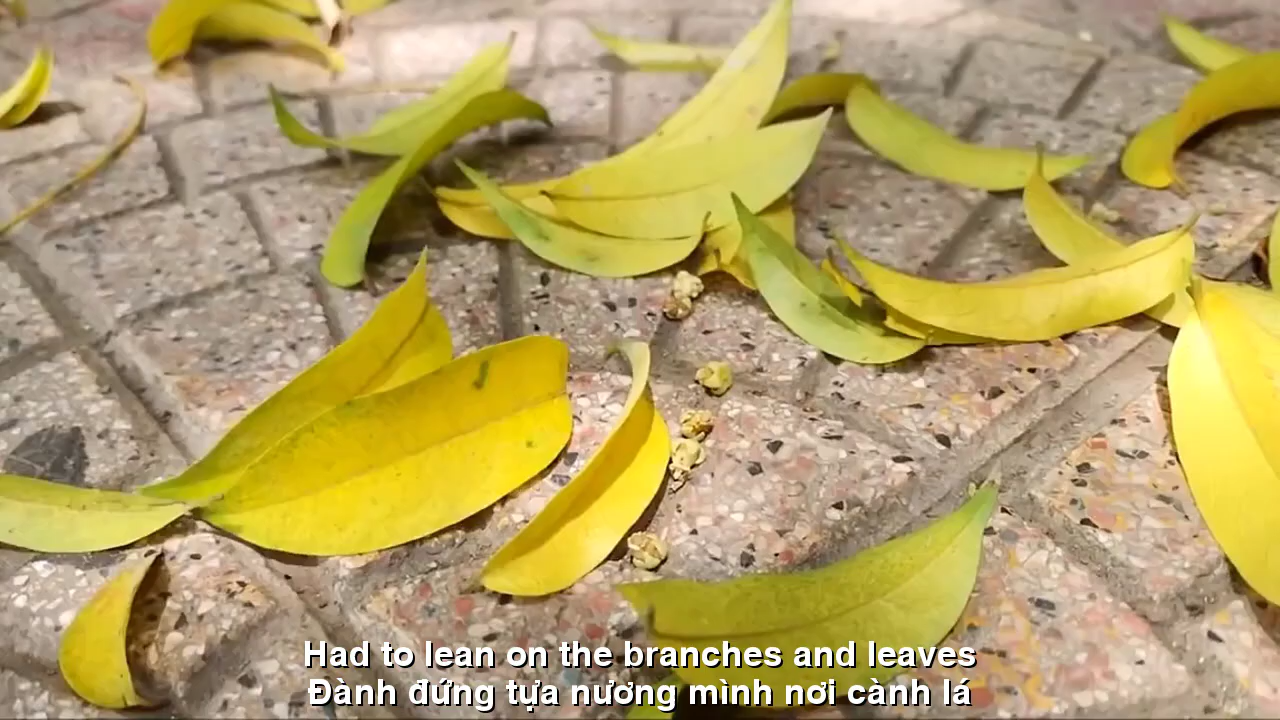 Had to lean on the branches and leaves
Đành đứng tựa nương mình nơi cành lá